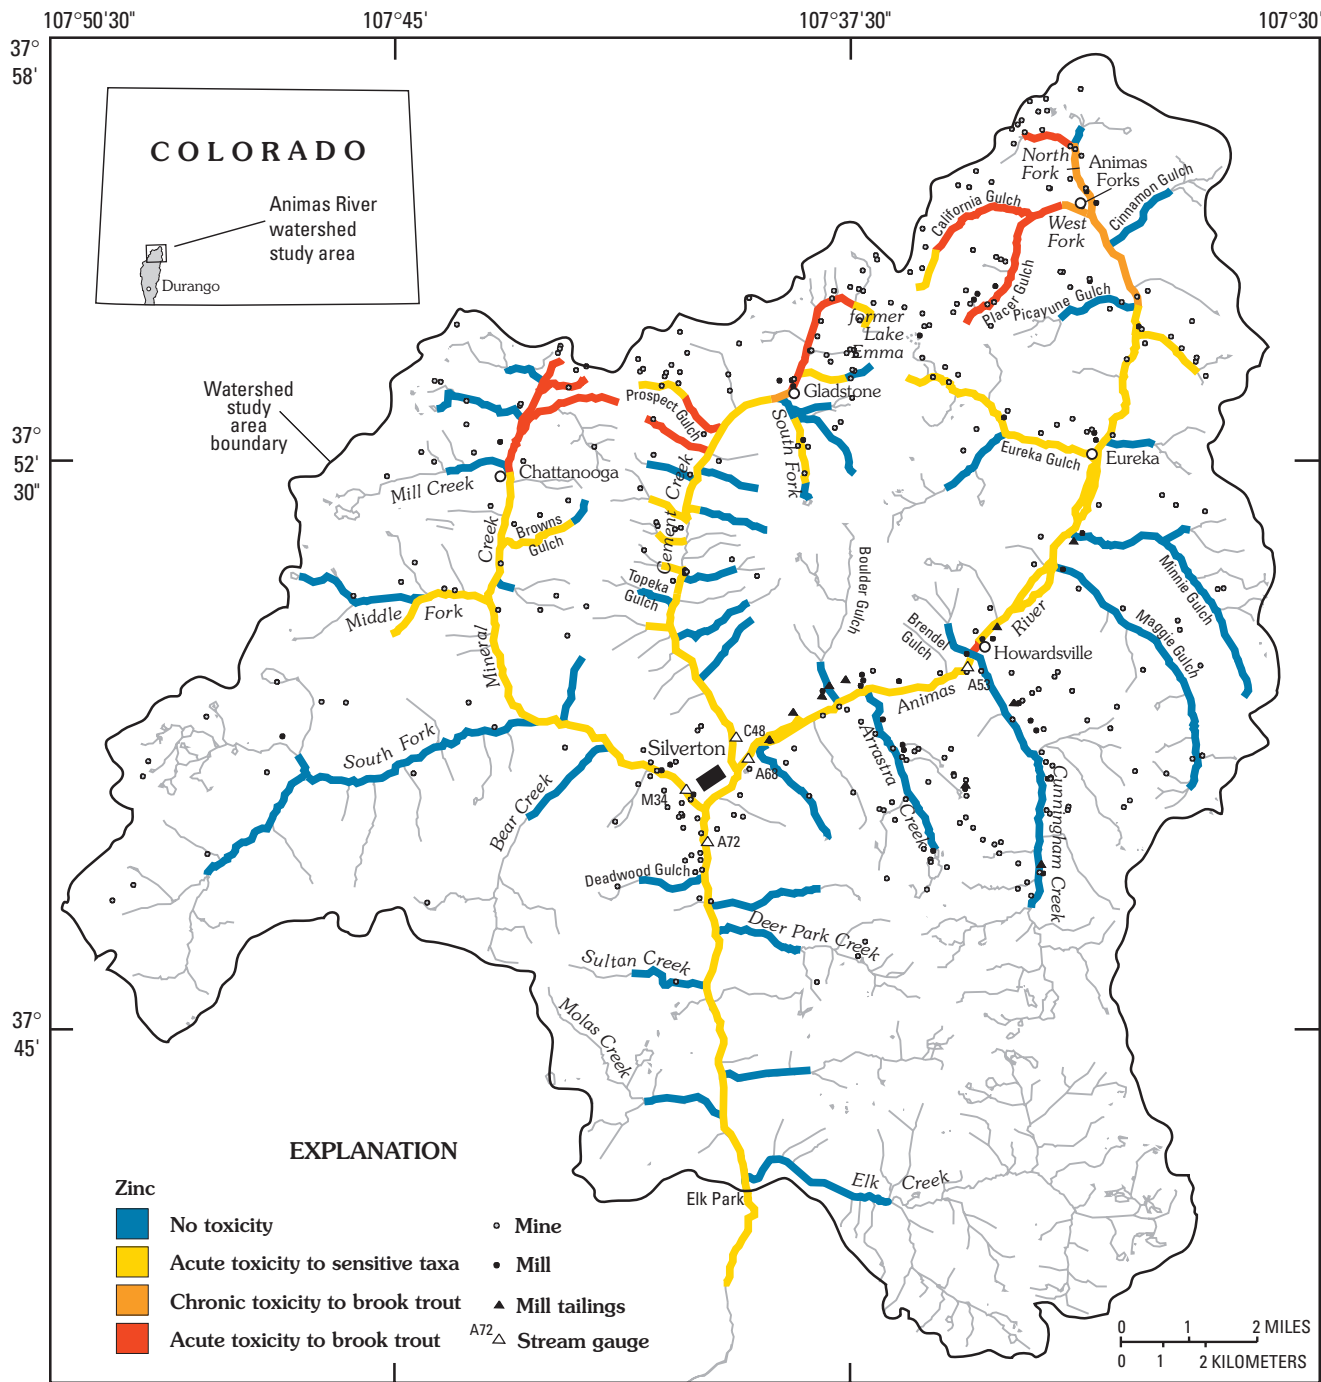 107°50'30"
107°45'
107°37'30"
107°30'
37°
58'
COLORADO
Animas River
watershed
study area
Durango
North
Fork
Animas
Forks
Cinnamon Gulch
California Gulch
West
Fork
Placer Gulch
Picayune Gulch
former
Lake
Emma
Watershed
study
area
boundary
Prospect Gulch
Gladstone
37°
52'
30"
South Fork
Eureka Gulch
Eureka
Mill Creek
Chattanooga
Cement Creek
Browns
Gulch
Mineral Creek
Boulder Gulch
Minnie Gulch
Topeka
Gulch
Middle Fork
Brendel
Gulch
Maggie Gulch
Animas River
Howardsville
A53
South Fork
C48
Silverton
A68
Arrastra Creek
Cunningham Creek
M34
Bear Creek
A72
Deadwood Gulch
Deer Park Creek
Sultan Creek
Molas Creek
37°
45'
Elk Creek
Elk Park
EXPLANATION
Zinc
No toxicity
Acute toxicity to sensitive taxa
Chronic toxicity to brook trout
Acute toxicity to brook trout
Mine
Mill
Mill tailings
A72 Stream gauge
0 1 2 MILES
0 1 2 KILOMETERS